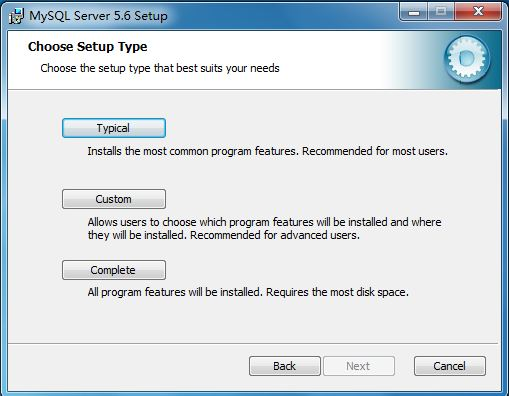 MySQL Server 5.6 Setup
Choose Setup Type
Choose the setup type that best suits your needs
Typical
Installs the most common program features. Recommended for most users.
Custom
Allows users to choose which program features will be installed and where
they will be installed. Recommended for advanced users.
Complete
All program features will be installed. Requires the most disk space.
Back Next Cancel